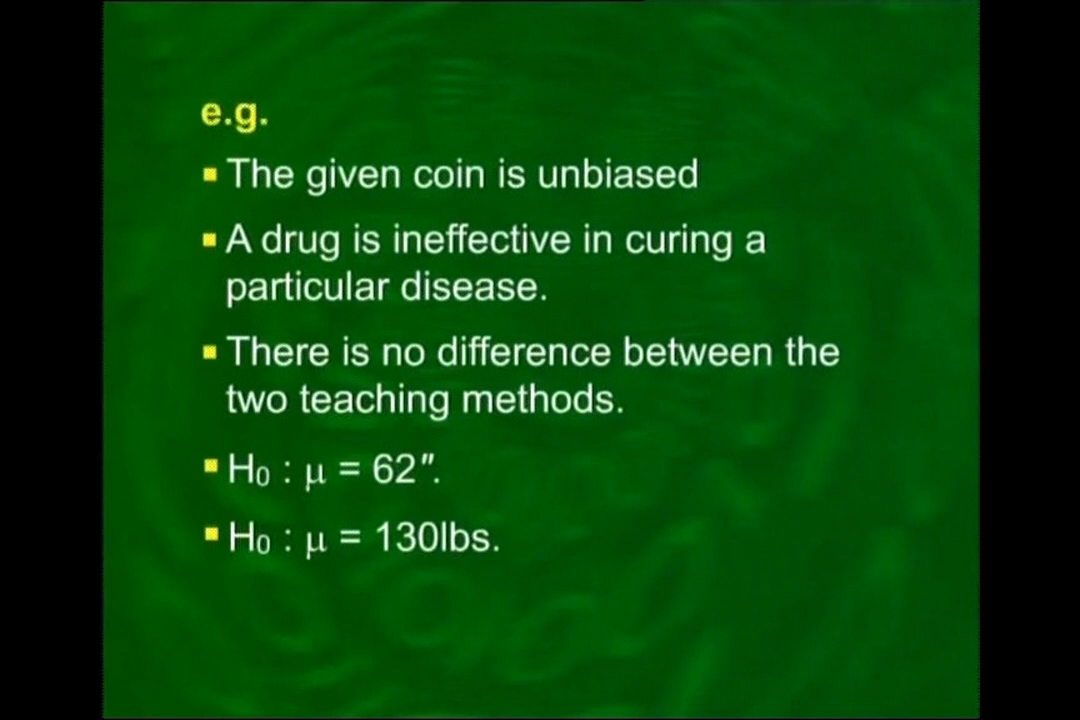 e.g.
▪ The given coin is unbiased
▪ A drug is ineffective in curing a
particular disease.
▪ There is no difference between the
two teaching methods.
▪ H₀ : μ = 62″.
▪ H₀ : μ = 130lbs.